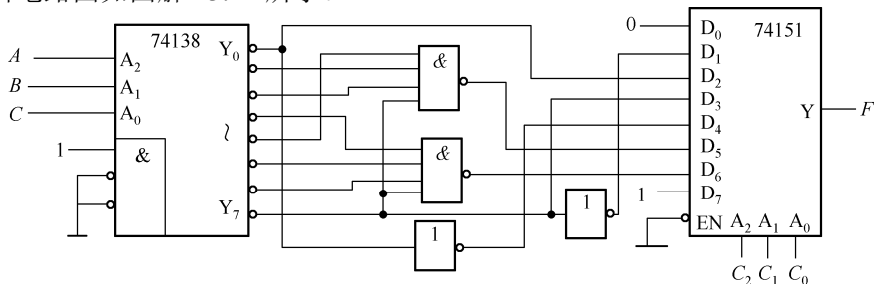 74138
A
B
C
A₂
A₁
A₀
1
&
Y₀
≀
Y₇
&
&
1
1
0
1
D₀
D₁
D₂
D₃
D₄
D₅
D₆
D₇
74151
Y
F
EN A₂ A₁ A₀
C₂ C₁ C₀